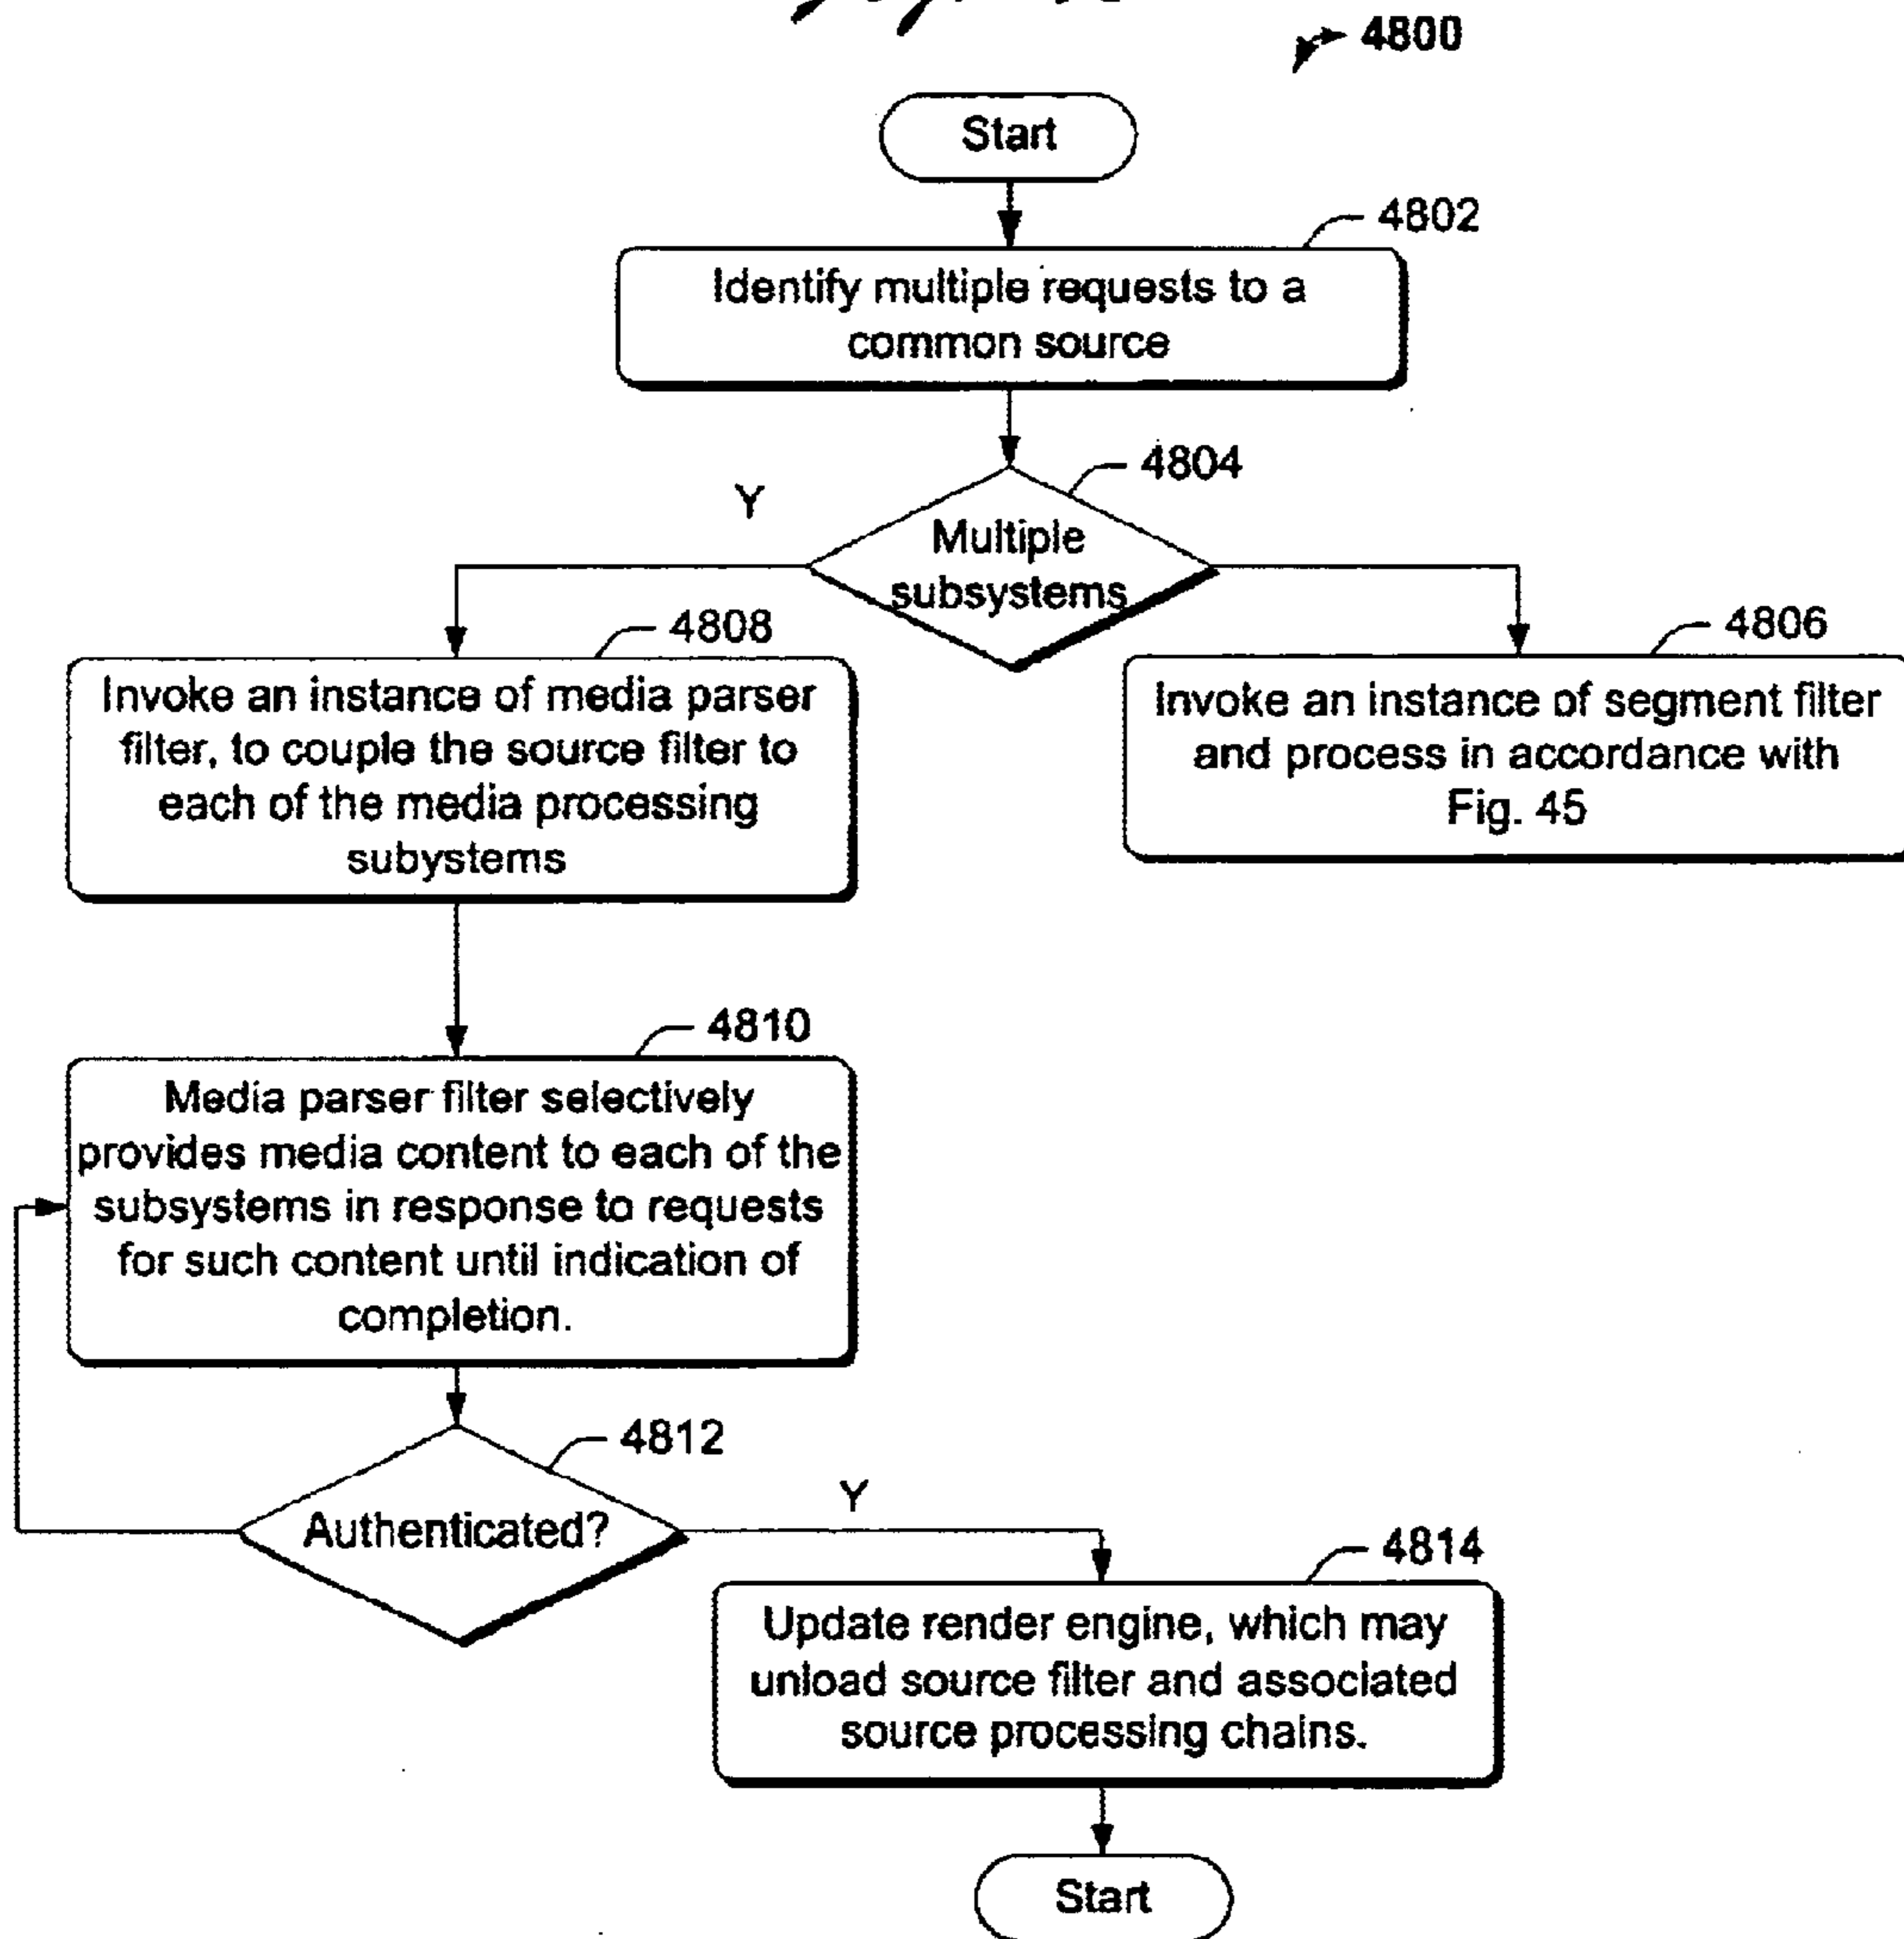 4800
Start
4802
Identify multiple requests to a
common source
4804
Y
Multiple
subsystems
4808
4806
Invoke an instance of media parser
filter, to couple the source filter to
each of the media processing
subystems
Invoke an instance of segment filter
and process in accordance with
Fig. 45
4810
Media parser filter selectively
provides media content to each of the
subsystems in response to requests
for such content until indication of
completion.
4812
Authenticated?
Y
4814
Update render engine, which may
unload source filter and associated
source processing chains.
Start